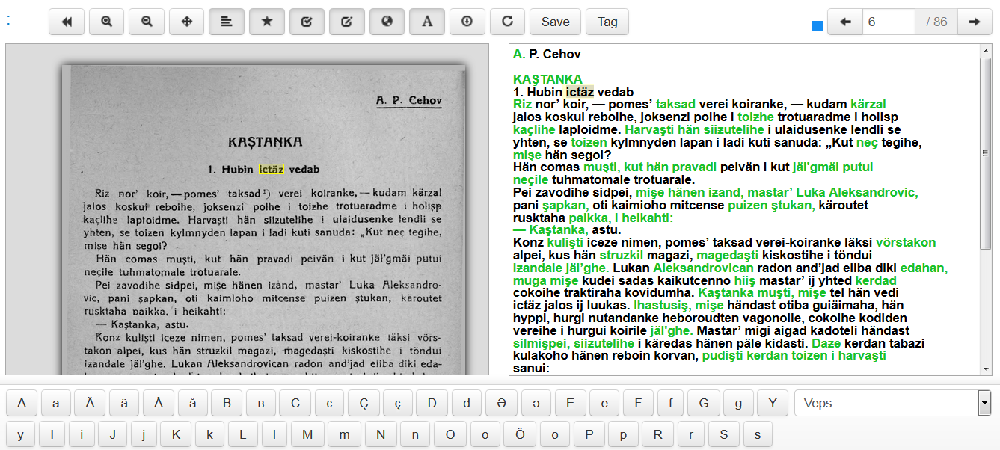 :
A
Save
Tag
6
/ 86
A. P. Cehov
KAŞTANKA
1. Hubin ictäz vedab
Riz nor’ koir, — pomes’ taksad ¹) verei koiranke, — kudam kärzal
jalos koskui reboihe, joksenzi polhe i toizhe trotuaradme i holişp
kaçlihe laptoidme. Harvaşti hän siizutelihe i ulaidusenke lendli se
yhten, se toizen kylmnyden lapan i ladi kuti sanuda: „Kut neç tegihe,
mişe hän segoi?
Hän comas muşti, kut hän pravadi peivän i kut jäl’gmäi putui
neçile tuhmatomale trotuarale.
Pei zavodihe sidpei, mişe hänen izänd, mastar’ Luka Aleksandro-
vic, pani şapkan, oti kaimloho mitcense puizen ştukan, käroutet
rusktaha paikka, i heikahti:
— Kaştanka, astu.
Konz kulişti iceze nimen, pomes’ taksad verei-koiranke läksi vörs-
takon alpei, kus hän struzkil magazi, magedaşti kiskostihe i töndui
izandale jäl’ghe. Lukan Aleksandrovican radon and’jad eliba diki eda-
A. P. Cehov
KAŞTANKA
1. Hubin ictäz vedab
Riƶ nor’ koir, — pomes’ taksad verei koiranke, — kudam kärzal
jalos koskui reboihe, joksenzi polhe i toizhe trotuaradme i holisp
kaçlihe laploidme. Harvaşti hän siizutelihe i ulaidusenke lendli se
yhten, se toizen kylmnyden lapan i ladi kuti sanuda: „Kut neç tegihe,
mişe hän segoi?
Hän comas muşti, kut hän pravadi peivän i kut jäl'gmäi putui
neçile tuhmatomale trotuarale.
Pei zavodihe sidpei, mişe hänen izand, mastar’ Luka Aleksandrovic,
pani şapkan, oti kaimioho mitcense puizen ştukan, käroutet
rusktaha paikka, i heikahti:
— Kaştanka, astu.
Konz kulişti iceze nimen, pomes’ taksad verei-koiranke läksi vörstakon
alpei, kus hän struzkil magazi, magedaşti kiskostihe i töndui
izandale jäl’ghe. Lukan Aleksandrovican radon and’jad eliba diki edahan,
muga mişe kudei sadas kaikutcenno hiiş mastar’ ij yhted kerdad
cokoihe traktiraha kovidumha. Kaştanka muşti, mişe tel hän vedi
ictäz jalos ij luukas. Ihastusiş, mişe händast otiba guiäimaha, hän
hyppi, hurgi nutandanke heboroudten vagonoile, cokoihe kodiden
vereihe i hurgui koirile jäl'ghe. Mastar’ migi aigad kadoteli händast
silmişpei, siizutelihe i käredas hänen päle kidasti. Daze kerdan tabazi
kulakoho hänen reboin korvan, pudişti kerdan toizen i harvaşti
sanui:
A a Ä ä Å å B в C c Ç ç D d Ə ə E e F f G g Y
Veps
y I i J j K k L l M m N n O o Ö ö P p R r S s